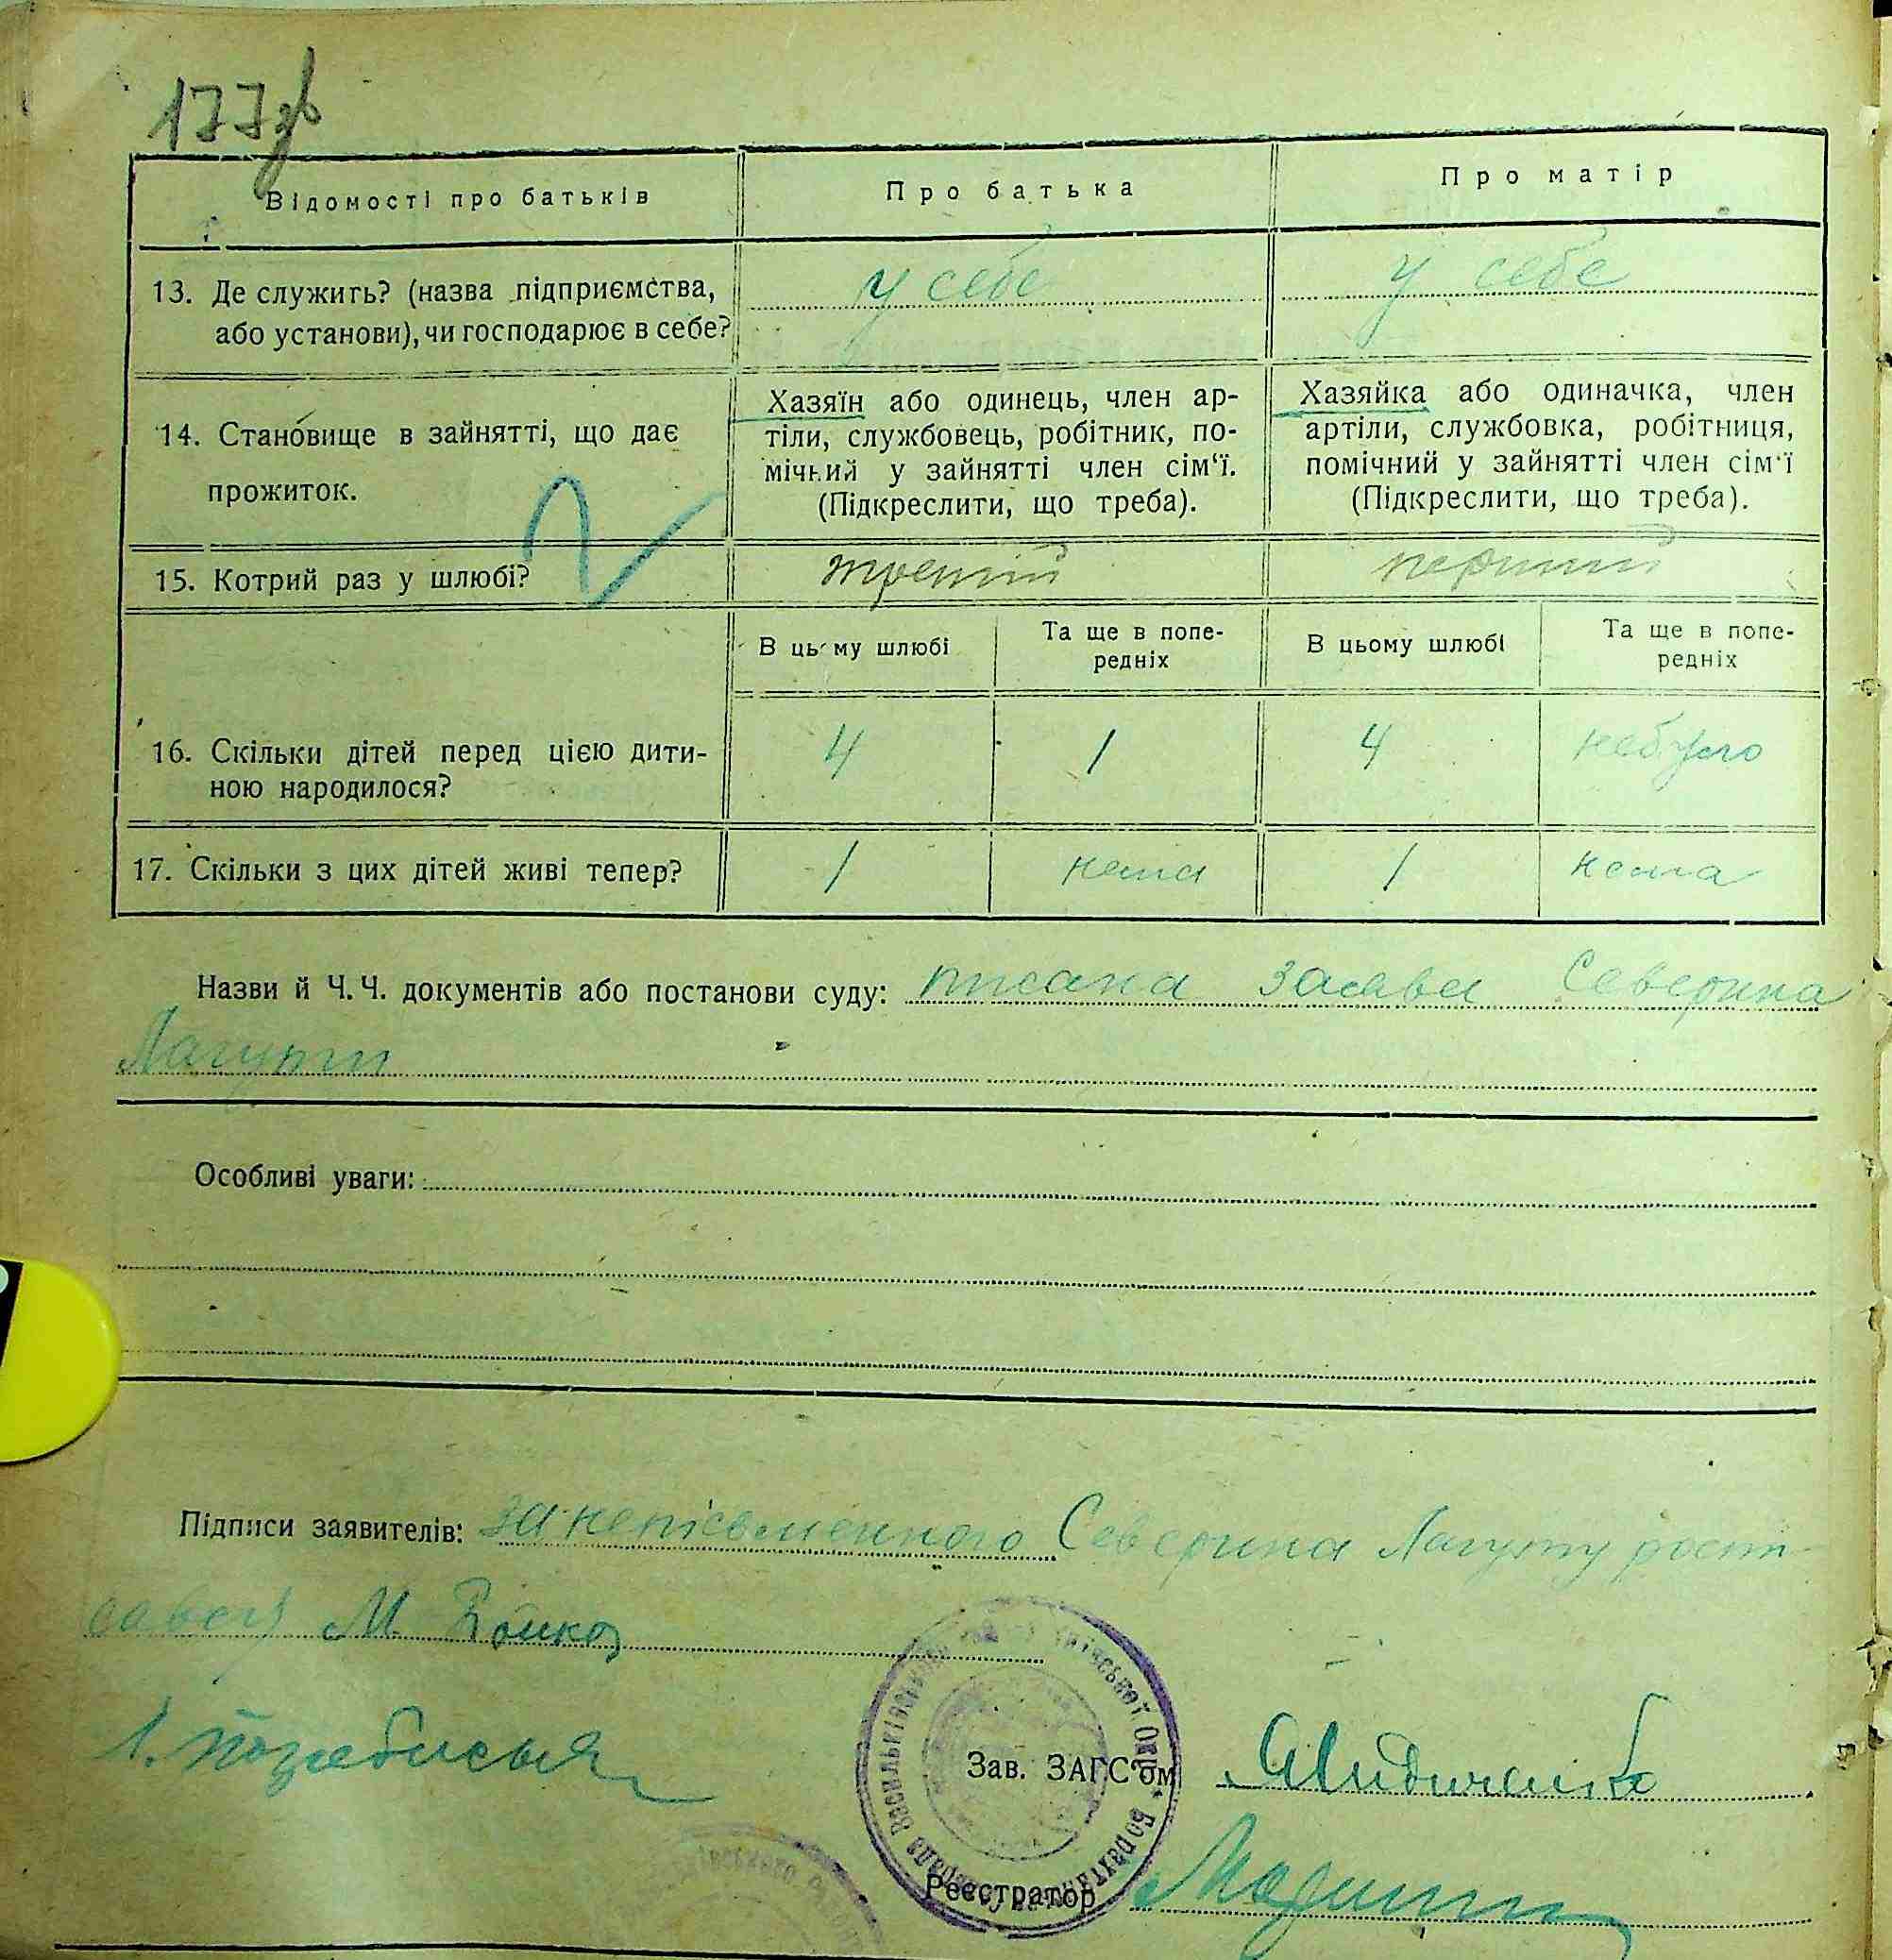 177зв
Відомості про батьків
Про батька
Про матір
13. Де служить? (назва підприємства,
або установи), чи господарює в себе?
у себе
у себе
14. Становище в зайнятті, що дає
прожиток.
Хазяїн або одинець, член ар-
тіли, службовець, робітник, по-
мічний у зайнятті член сім'ї.
(Підкреслити, що треба).
Хазяйка або одиначка, член
артіли, службовка, робітниця,
помічний у зайнятті член сім'ї
(Підкреслити, що треба).
15. Котрий раз у шлюбі?
третій
перший
В цьому шлюбі
Та ще в попе-
редніх
В цьому шлюбі
Та ще в попе-
редніх
16. Скільки дітей перед цією дити-
ною народилося?
4
1
4
небуло
17. Скільки з цих дітей живі тепер?
1
нема
1
нема
Назви й Ч. Ч. документів або постанови суду: писана заява Северина
Лагути
Особливі уваги:
Підписи заявителів: за неписьменного Северина Лагуту
М.
Зав. ЗАГС'ом
Реєстратор